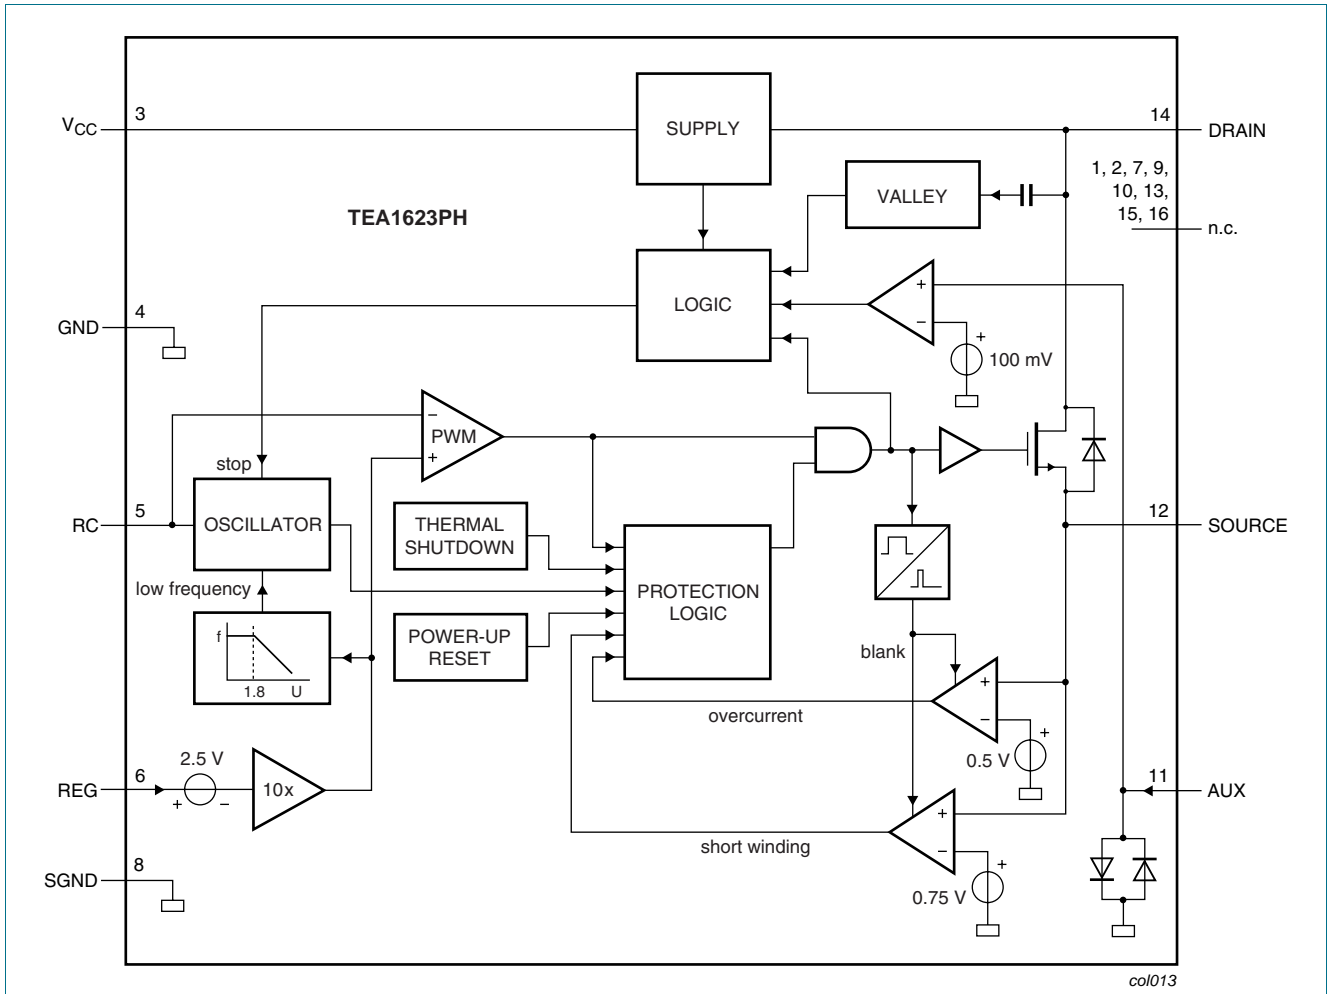 VCC
3
SUPPLY
14
DRAIN
1, 2, 7, 9,
10, 13,
15, 16
n.c.
VALLEY
TEA1623PH
LOGIC
+
−
+
100 mV
4
GND
−
PWM
+
stop
5
RC
OSCILLATOR
low frequency
THERMAL
SHUTDOWN
PROTECTION
LOGIC
12
SOURCE
POWER-UP
RESET
f
1.8
U
blank
+
−
overcurrent
+
0.5 V
2.5 V
6
REG
+
−
10x
11
AUX
+
−
short winding
+
0.75 V
8
SGND
col013